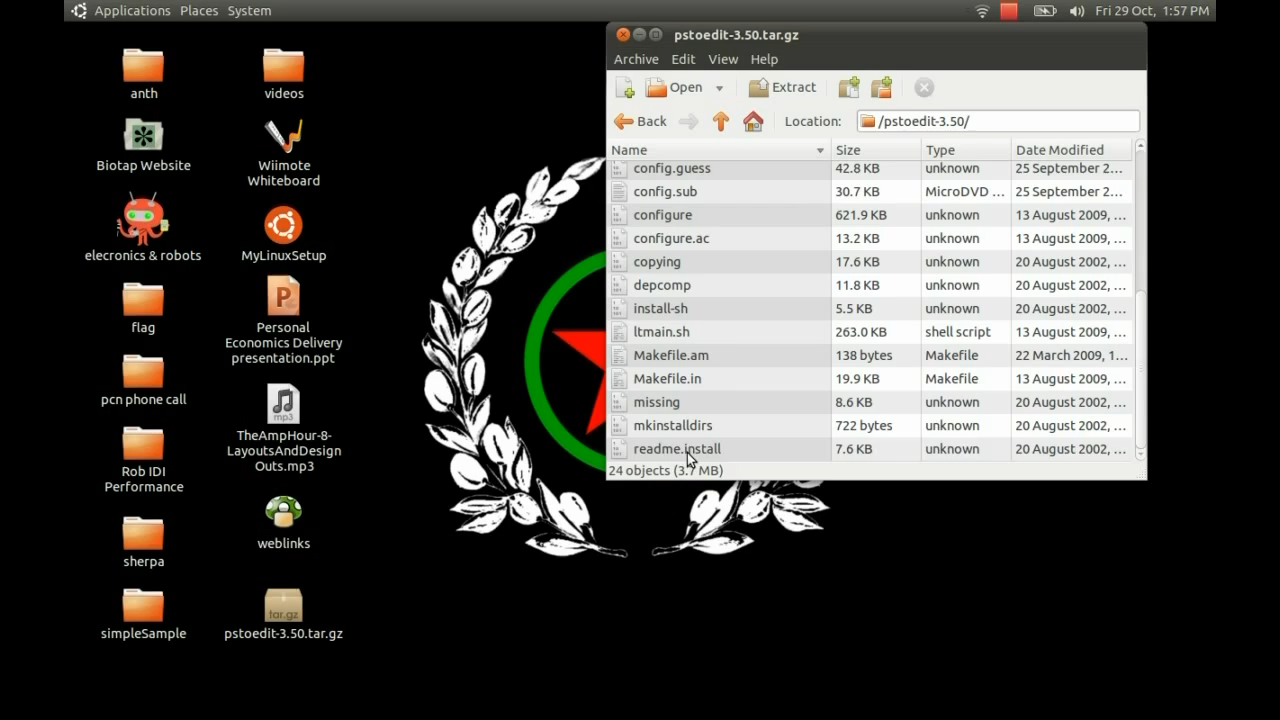 Applications Places System
Fri 29 Oct, 1:57 PM
anth
videos
Biotap Website
Wiimote
Whiteboard
elecronics & robots
MyLinuxSetup
flag
Personal
Economics Delivery
presentation.ppt
pcn phone call
mp3
TheAmpHour-8-
LayoutsAndDesign
Outs.mp3
Rob IDI
Performance
weblinks
sherpa
simpleSample
tar.gz
pstoedit-3.50.tar.gz
pstoedit-3.50.tar.gz
Archive Edit View Help
Open Extract
Back Location: /pstoedit-3.50/
Name Size Type Date Modified
config.guess 42.8 KB unknown 25 September 2...
config.sub 30.7 KB MicroDVD ... 25 September 2...
configure 621.9 KB unknown 13 August 2009, ...
configure.ac 13.2 KB unknown 13 August 2009, ...
copying 17.6 KB unknown 20 August 2002, ...
depcomp 11.8 KB unknown 20 August 2002, ...
install-sh 5.5 KB unknown 20 August 2002, ...
ltmain.sh 263.0 KB shell script 13 August 2009, ...
Makefile.am 138 bytes Makefile 22 March 2009, 1...
Makefile.in 19.9 KB Makefile 13 August 2009, ...
missing 8.6 KB unknown 20 August 2002, ...
mkinstalldirs 722 bytes unknown 20 August 2002, ...
readme.install 7.6 KB unknown 20 August 2002, ...
24 objects (3.7 MB)